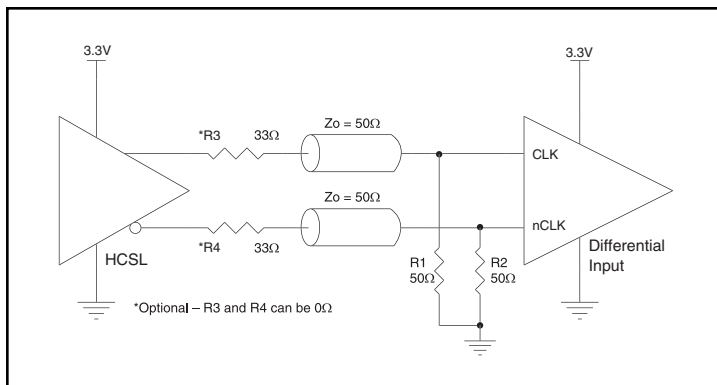 3.3V
3.3V
*R3
33Ω
Zo = 50Ω
CLK
Zo = 50Ω
nCLK
*R4
33Ω
HCSL
R1
50Ω
R2
50Ω
Differential
Input
*Optional – R3 and R4 can be 0Ω